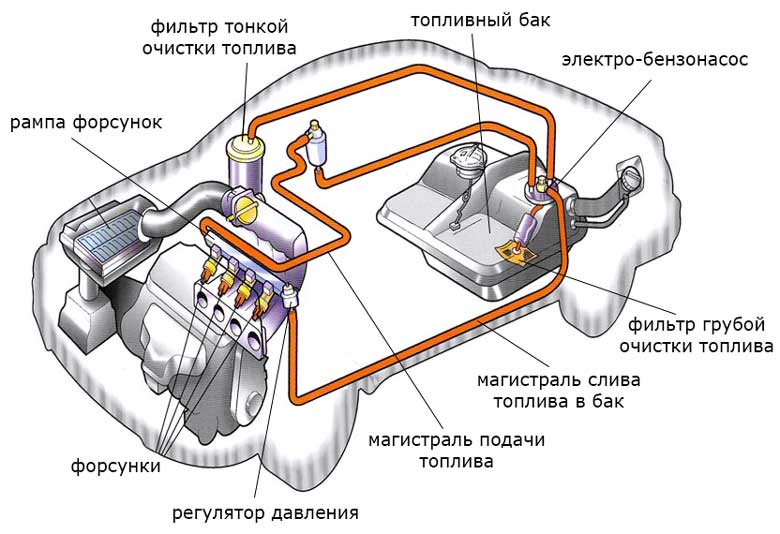 топливный бак
фильтр тонкой
очистки топлива
электро-бензонасос
рампа форсунок
фильтр грубой
очистки топлива
магистраль слива
топлива в бак
магистраль подачи
топлива
форсунки
регулятор давления